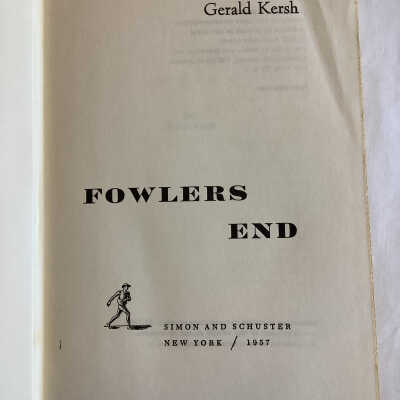 Gerald Kersh
FOWLERS
END
SIMON AND SCHUSTER
NEW YORK / 1957